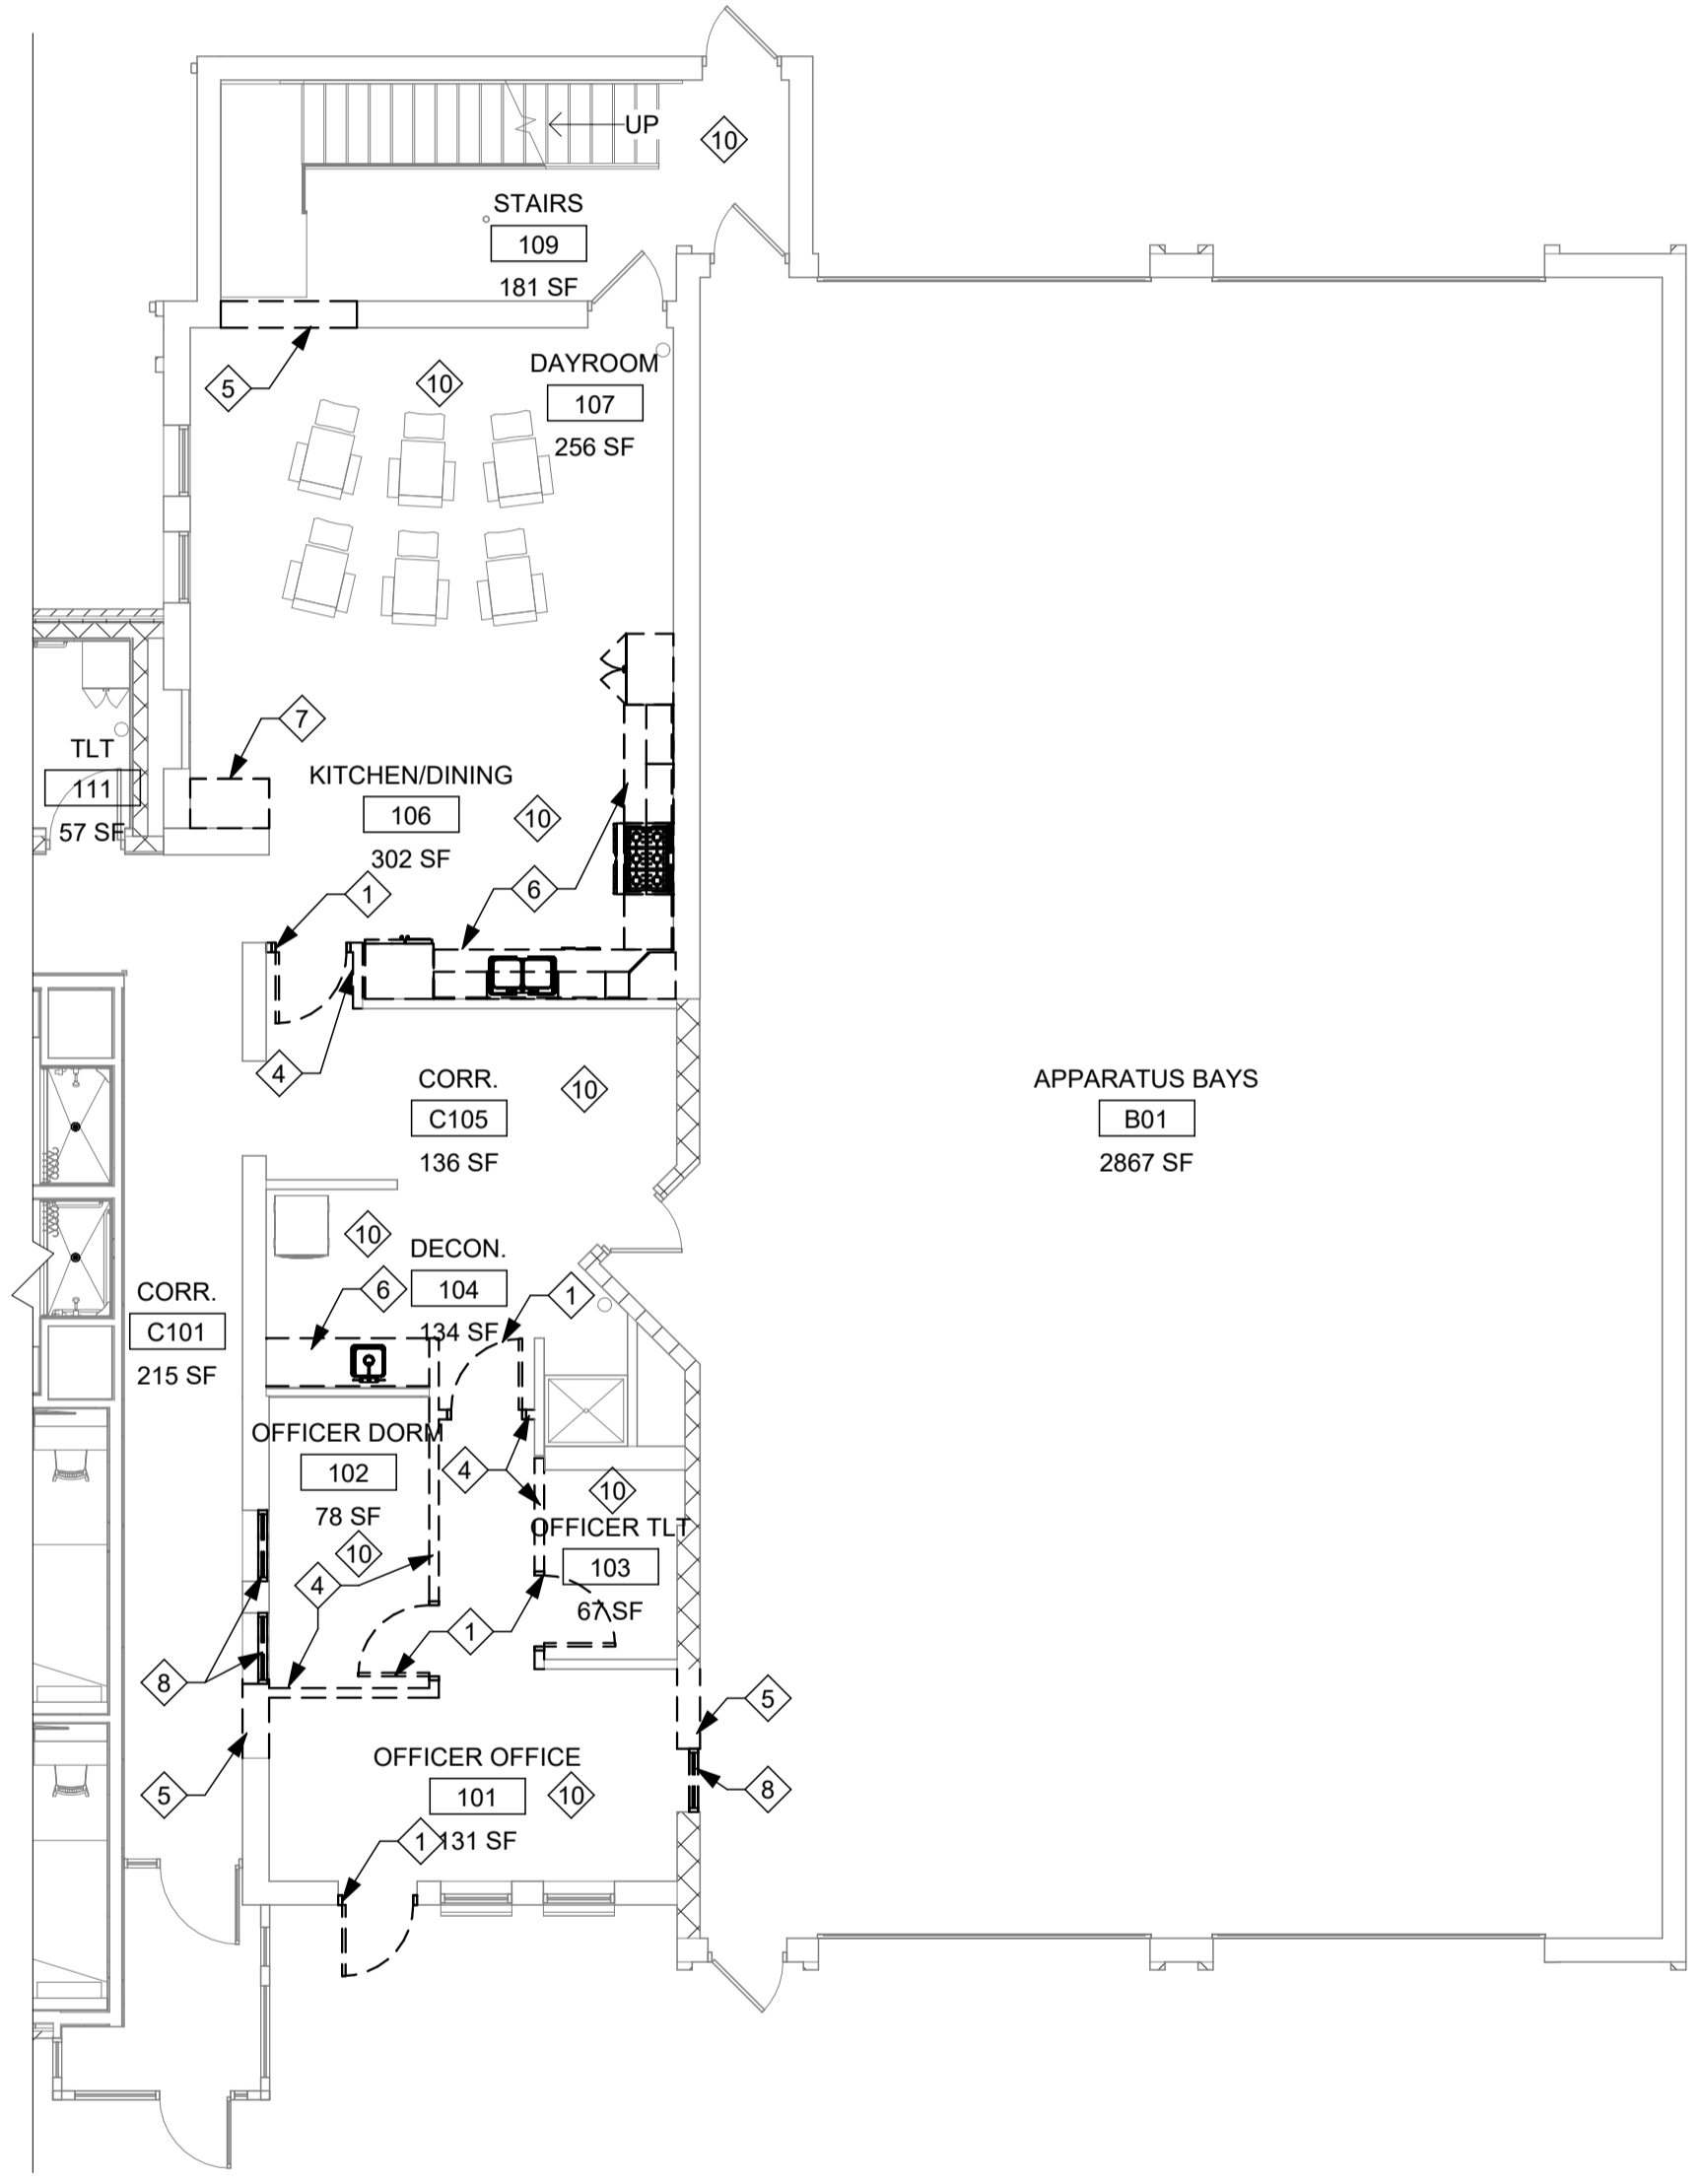 UP
10
STAIRS
109
181 SF
5
10
DAYROOM
107
256 SF
7
TLT
111
57 SF
KITCHEN/DINING
106
302 SF
10
1
6
4
CORR.
C105
136 SF
10
APPARATUS BAYS
B01
2867 SF
10
DECON.
104
134 SF
6
1
CORR.
C101
215 SF
OFFICER DORM
102
78 SF
10
4
4
10
OFFICER TLT
103
67 SF
1
8
5
5
8
OFFICER OFFICE
101
131 SF
10
1